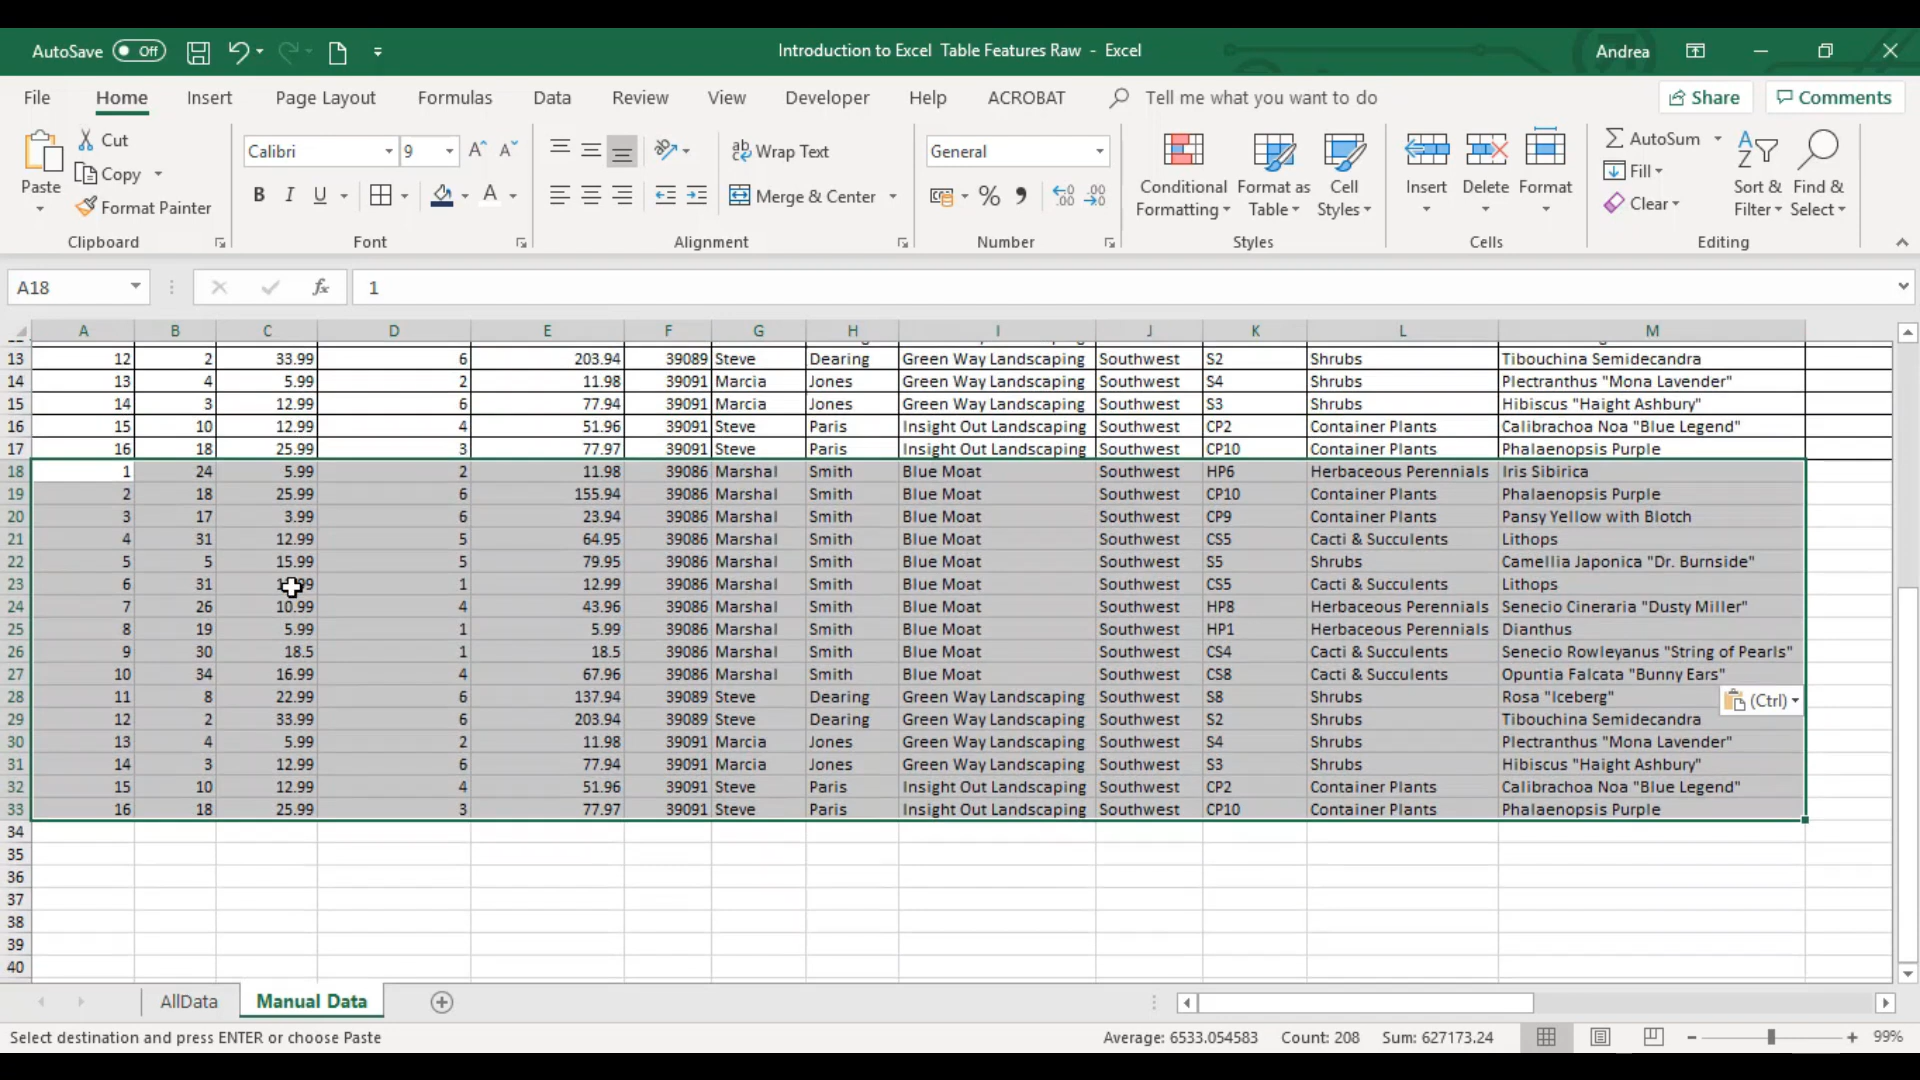 AutoSave Off Introduction to Excel Table Features Raw - Excel Andrea
File Home Insert Page Layout Formulas Data Review View Developer Help ACROBAT Tell me what you want to do Share Comments
Paste Cut Copy Format Painter Clipboard
Calibri 9 B I U A Font
ab Wrap Text Merge & Center Alignment
General % Number
Conditional Formatting Format as Table Cell Styles Styles
Insert Delete Format Cells
AutoSum Fill Clear Sort & Filter Find & Select Editing
A18 fx 1
A B C D E F G H I J K L M
13 12 2 33.99 6 203.94 39089 Steve Dearing Green Way Landscaping Southwest S2 Shrubs Tibouchina Semidecandra
14 13 4 5.99 2 11.98 39091 Marcia Jones Green Way Landscaping Southwest S4 Shrubs Plectranthus "Mona Lavender"
15 14 3 12.99 6 77.94 39091 Marcia Jones Green Way Landscaping Southwest S3 Shrubs Hibiscus "Haight Ashbury"
16 15 10 12.99 4 51.96 39091 Steve Paris Insight Out Landscaping Southwest CP2 Container Plants Calibrachoa Noa "Blue Legend"
17 16 18 25.99 3 77.97 39091 Steve Paris Insight Out Landscaping Southwest CP10 Container Plants Phalaenopsis Purple
18 1 24 5.99 2 11.98 39086 Marshal Smith Blue Moat Southwest HP6 Herbaceous Perennials Iris Sibirica
19 2 18 25.99 6 155.94 39086 Marshal Smith Blue Moat Southwest CP10 Container Plants Phalaenopsis Purple
20 3 17 3.99 6 23.94 39086 Marshal Smith Blue Moat Southwest CP9 Container Plants Pansy Yellow with Blotch
21 4 31 12.99 5 64.95 39086 Marshal Smith Blue Moat Southwest CS5 Cacti & Succulents Lithops
22 5 5 15.99 5 79.95 39086 Marshal Smith Blue Moat Southwest S5 Shrubs Camellia Japonica "Dr. Burnside"
23 6 31 1 12.99 39086 Marshal Smith Blue Moat Southwest CS5 Cacti & Succulents Lithops
24 7 26 10.99 4 43.96 39086 Marshal Smith Blue Moat Southwest HP8 Herbaceous Perennials Senecio Cineraria "Dusty Miller"
25 8 19 5.99 1 5.99 39086 Marshal Smith Blue Moat Southwest HP1 Herbaceous Perennials Dianthus
26 9 30 18.5 1 18.5 39086 Marshal Smith Blue Moat Southwest CS4 Cacti & Succulents Senecio Rowleyanus "String of Pearls"
27 10 34 16.99 4 67.96 39086 Marshal Smith Blue Moat Southwest CS8 Cacti & Succulents Opuntia Falcata "Bunny Ears"
28 11 8 22.99 6 137.94 39089 Steve Dearing Green Way Landscaping Southwest S8 Shrubs Rosa "Iceberg" (Ctrl)
29 12 2 33.99 6 203.94 39089 Steve Dearing Green Way Landscaping Southwest S2 Shrubs Tibouchina Semidecandra
30 13 4 5.99 2 11.98 39091 Marcia Jones Green Way Landscaping Southwest S4 Shrubs Plectranthus "Mona Lavender"
31 14 3 12.99 6 77.94 39091 Marcia Jones Green Way Landscaping Southwest S3 Shrubs Hibiscus "Haight Ashbury"
32 15 10 12.99 4 51.96 39091 Steve Paris Insight Out Landscaping Southwest CP2 Container Plants Calibrachoa Noa "Blue Legend"
33 16 18 25.99 3 77.97 39091 Steve Paris Insight Out Landscaping Southwest CP10 Container Plants Phalaenopsis Purple
34
35
36
37
38
39
40
AllData Manual Data
Select destination and press ENTER or choose Paste Average: 6533.054583 Count: 208 Sum: 627173.24 99%